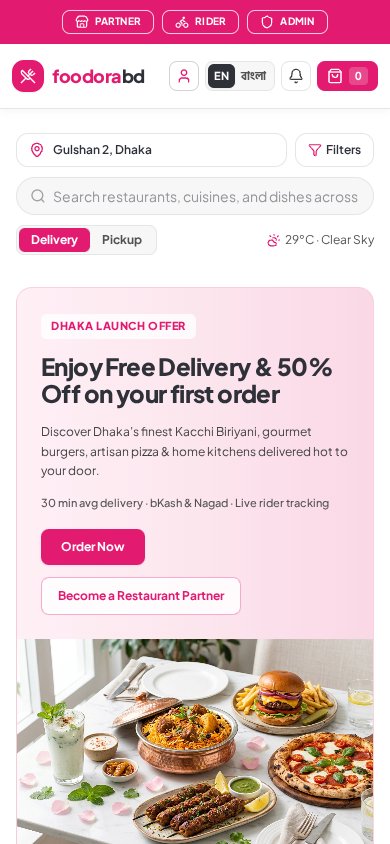 PARTNER
RIDER
ADMIN
foodorabd
EN
বাংলা
0
Gulshan 2, Dhaka
Filters
Search restaurants, cuisines, and dishes across
Delivery
Pickup
29°C · Clear Sky
DHAKA LAUNCH OFFER
Enjoy Free Delivery & 50%
Off on your first order
Discover Dhaka's finest Kacchi Biriyani, gourmet
burgers, artisan pizza & home kitchens delivered hot to
your door.
30 min avg delivery · bKash & Nagad · Live rider tracking
Order Now
Become a Restaurant Partner